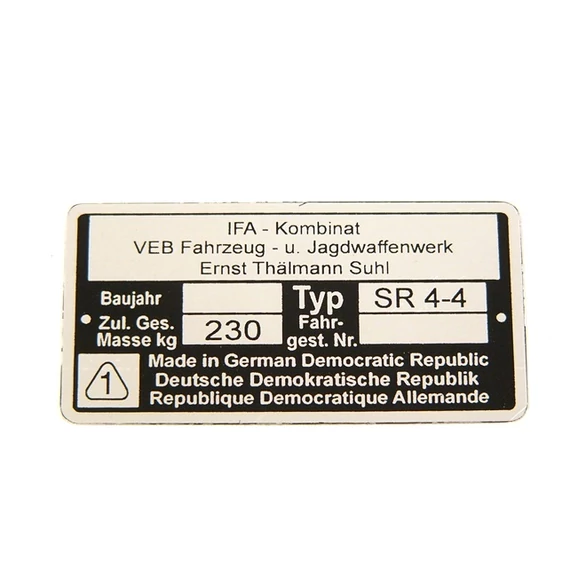 IFA - Kombinat
VEB Fahrzeug - u. Jagdwaffenwerk
Ernst Thälmann Suhl
Baujahr
Typ SR 4-4
Zul. Ges.
Masse kg 230
Fahr-
gest. Nr.
1
Made in German Democratic Republic
Deutsche Demokratische Republik
Republique Democratique Allemande